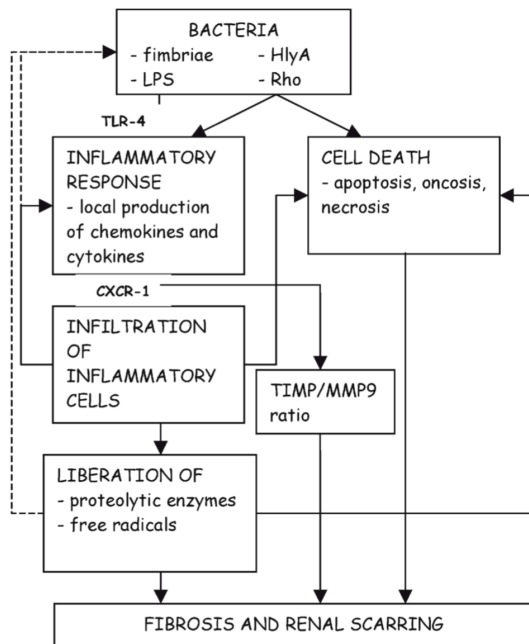 BACTERIA
- fimbriae - HlyA
- LPS - Rho
TLR-4
INFLAMMATORY
RESPONSE
- local production
of chemokines and
cytokines
CELL DEATH
- apoptosis, oncosis,
necrosis
CXCR-1
INFILTRATION
OF
INFLAMMATORY
CELLS
TIMP/MMP9
ratio
LIBERATION OF
- proteolytic enzymes
- free radicals
FIBROSIS AND RENAL SCARRING